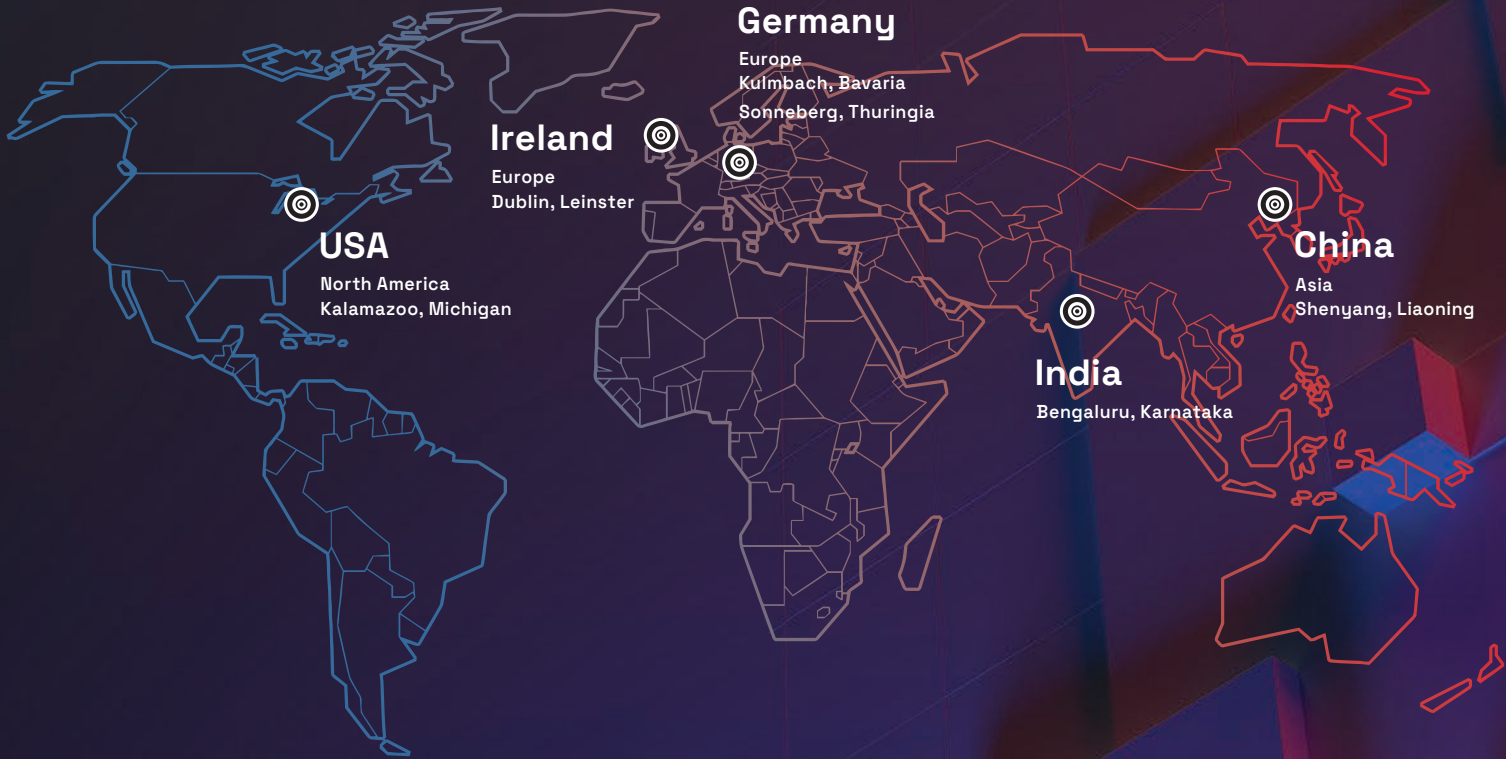 Germany
Europe
Kulmbach, Bavaria
Sonneberg, Thuringia
Ireland
Europe
Dublin, Leinster
USA
North America
Kalamazoo, Michigan
China
Asia
Shenyang, Liaoning
India
Bengaluru, Karnataka